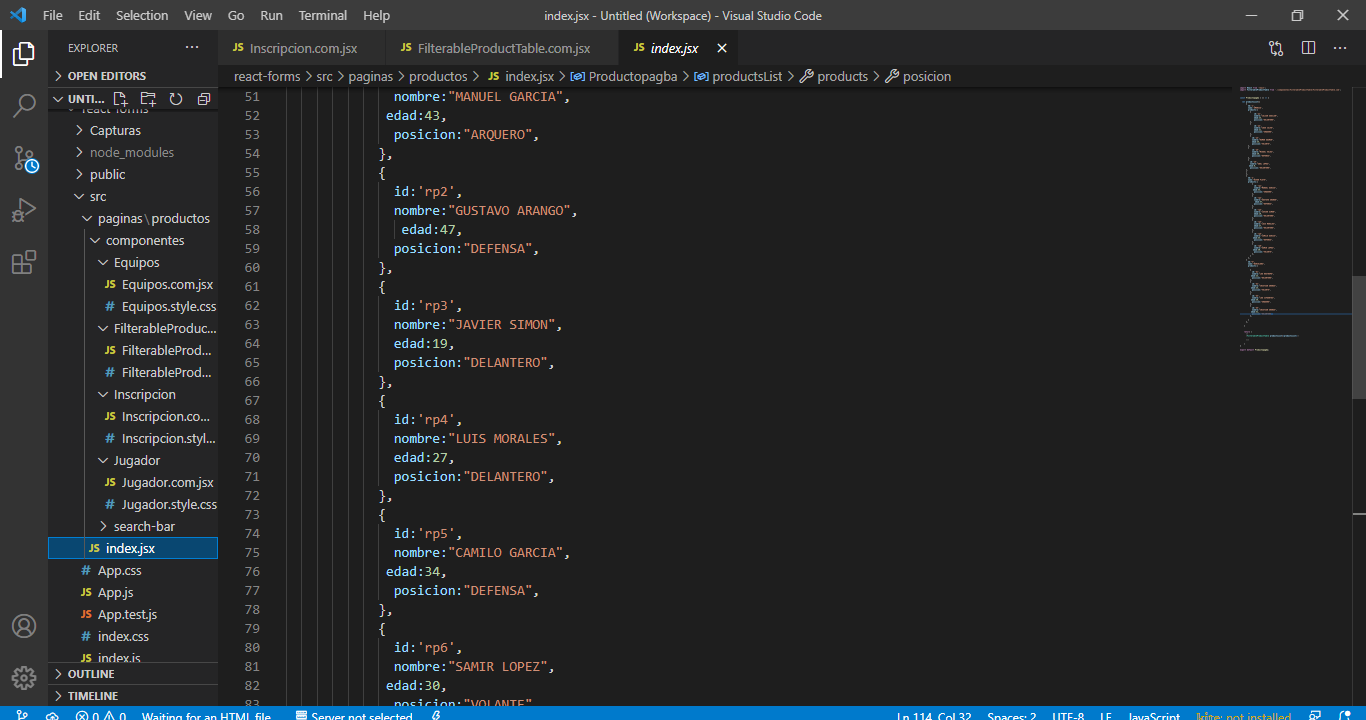 File Edit Selection View Go Run Terminal Help
index.jsx - Untitled (Workspace) - Visual Studio Code
EXPLORER
OPEN EDITORS
UNTI...
react-forms
Capturas
node_modules
public
src
paginas\productos
componentes
Equipos
JS Equipos.com.jsx
# Equipos.style.css
FilterableProduc...
JS FilterableProd...
# FilterableProd...
Inscripcion
JS Inscripcion.co...
# Inscripcion.styl...
Jugador
JS Jugador.com.jsx
# Jugador.style.css
search-bar
JS index.jsx
# App.css
JS App.js
JS App.test.js
# index.css
JS index.js
OUTLINE
TIMELINE
JS Inscripcion.com.jsx JS FilterableProductTable.com.jsx JS index.jsx
react-forms > src > paginas > productos > JS index.jsx > Productopagba > productsList > products > posicion
51 nombre:"MANUEL GARCIA",
52 edad:43,
53 posicion:"ARQUERO",
54 },
55 {
56 id:'rp2',
57 nombre:"GUSTAVO ARANGO",
58 edad:47,
59 posicion:"DEFENSA",
60 },
61 {
62 id:'rp3',
63 nombre:"JAVIER SIMON",
64 edad:19,
65 posicion:"DELANTERO",
66 },
67 {
68 id:'rp4',
69 nombre:"LUIS MORALES",
70 edad:27,
71 posicion:"DELANTERO",
72 },
73 {
74 id:'rp5',
75 nombre:"CAMILO GARCIA",
76 edad:34,
77 posicion:"DEFENSA",
78 },
79 {
80 id:'rp6',
81 nombre:"SAMIR LOPEZ",
82 edad:30,
83 posicion:"VOLANTE"
0 0 Waiting for an HTML file Server not selected Ln 114, Col 32 Spaces: 2 UTF-8 LF JavaScript kite: not installed